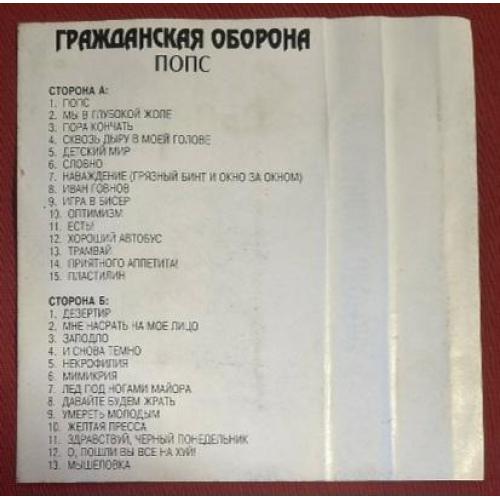 ГРАЖДАНСКАЯ ОБОРОНА
ПОПС
СТОРОНА А:
1. ПОПС
2. МЫ В ГЛУБОКОЙ ЖОПЕ
3. ПОРА КОНЧАТЬ
4. СКВОЗЬ ДЫРУ В МОЕЙ ГОЛОВЕ
5. ДЕТСКИЙ МИР
6. СЛОВНО
7. НАВАЖДЕНИЕ (ГРЯЗНЫЙ БИНТ И ОКНО ЗА ОКНОМ)
8. ИВАН ГОВНОВ
9. ИГРА В БИСЕР
10. ОПТИМИЗМ
11. ЕСТЬ!
12. ХОРОШИЙ АВТОБУС
13. ТРАМВАЙ
14. ПРИЯТНОГО АППЕТИТА!
15. ПЛАСТИЛИН
СТОРОНА Б:
1. ДЕЗЕРТИР
2. МНЕ НАСРАТЬ НА МОЕ ЛИЦО
3. ЗАПОДЛО
4. И СНОВА ТЕМНО
5. НЕКРОФИЛИЯ
6. МИМИКРИЯ
7. ЛЕД ПОД НОГАМИ МАЙОРА
8. ДАВАЙТЕ БУДЕМ ЖРАТЬ
9. УМЕРЕТЬ МОЛОДЫМ
10. ЖЕЛТАЯ ПРЕССА
11. ЗДРАВСТВУЙ, ЧЕРНЫЙ ПОНЕДЕЛЬНИК
12. О, ПОШЛИ ВЫ ВСЕ НА ХУЙ!
13. МЫШЕЛОВКА